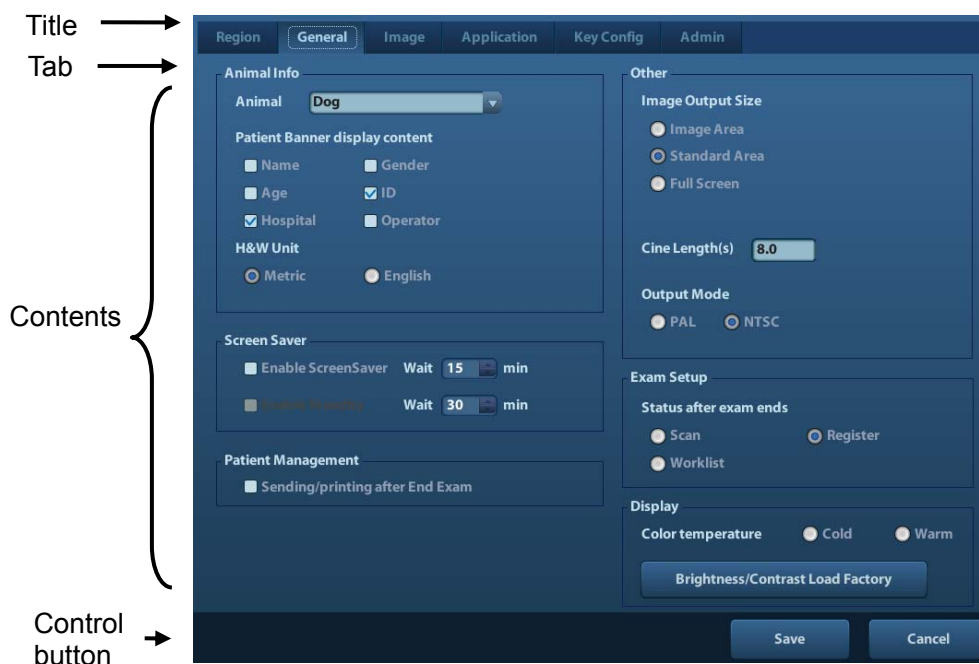 Title
Tab
Contents
Control
button
Region General Image Application Key Config Admin
Animal Info
Animal Dog
Patient Banner display content
Name Gender
Age ID
Hospital Operator
H&W Unit
Metric English
Screen Saver
Enable ScreenSaver Wait 15 min
Wait 30 min
Patient Management
Sending/printing after End Exam
Other
Image Output Size
Image Area
Standard Area
Full Screen
Cine Length(s) 8.0
Output Mode
PAL NTSC
Exam Setup
Status after exam ends
Scan Register
Worklist
Display
Color temperature Cold Warm
Brightness/Contrast Load Factory
Save Cancel